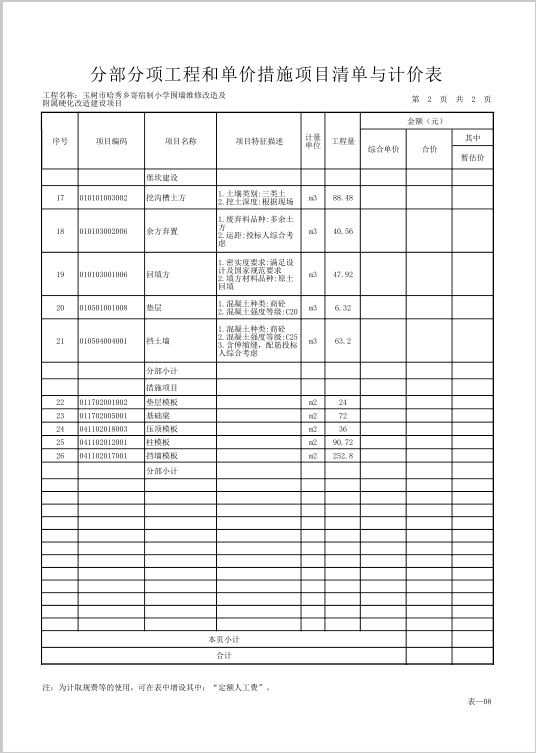 分部分项工程和单价措施项目清单与计价表
工程名称：玉树市哈秀乡寄宿制小学围墙维修改造及
附属硬化改造建设项目
第 2 页 共 2 页
序号 项目编码 项目名称 项目特征描述 计量单位 工程量 金额（元）
综合单价 合价 其中
暂估价
堡坎建设
17 010101003002 挖沟槽土方 1.土壤类别:三类土 m3 88.48
2.挖土深度:根据现场
18 010103002006 余方弃置 1.废弃料品种:多余土 m3 40.56
方
2.运距:投标人综合考
虑
19 010103001006 回填方 1.密实度要求:满足设 m3 47.92
计及国家规范要求
2.填方材料品种:原土
回填
20 010501001008 垫层 1.混凝土种类:商砼 m3 6.32
2.混凝土强度等级:C20
21 010504004001 挡土墙 1.混凝土种类:商砼 m3 63.2
2.混凝土强度等级:C25
3.含伸缩缝，配筋投标
人综合考虑
分部小计
措施项目
22 011702001002 垫层模板 m2 24
23 011702005001 基础梁 m2 72
24 041102018003 压顶模板 m2 36
25 041102012001 柱模板 m2 90.72
26 041102017001 挡墙模板 m2 252.8
分部小计
本页小计
合计
注：为计取规费等的使用，可在表中增设其中：“定额人工费”。
表—08